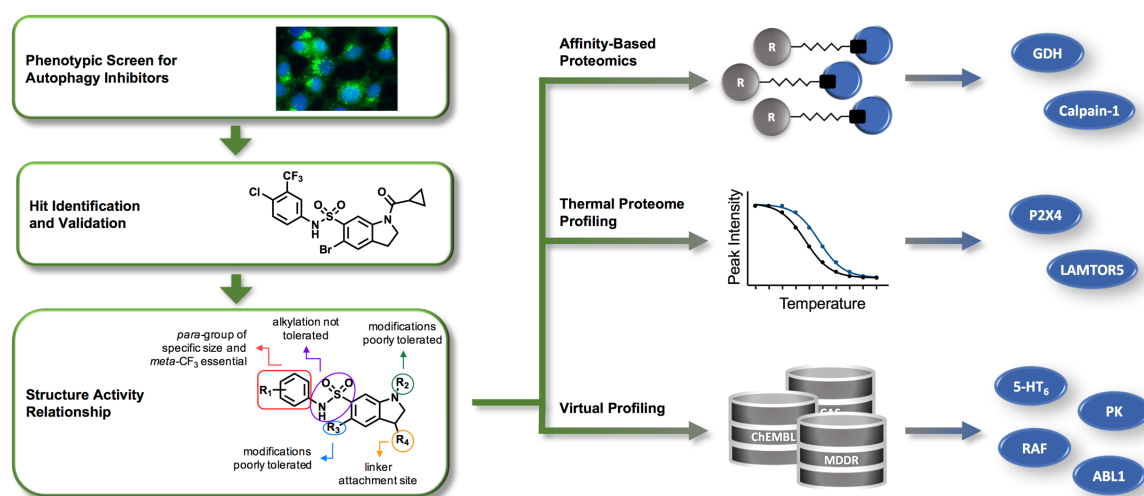 Phenotypic Screen for
Autophagy Inhibitors
Hit Identification
and Validation
CF3
Cl
N
H
S
O
O
Br
N
O
Structure Activity
Relationship
para-group of
specific size and
meta-CF3 essential
alkylation not
tolerated
modifications
poorly tolerated
R1
N
H
S
O
O
R2
N
R3
R4
modifications
poorly tolerated
linker
attachment site
Affinity-Based
Proteomics
R
R
R
GDH
Calpain-1
Thermal Proteome
Profiling
Peak Intensity
Temperature
P2X4
LAMTOR5
Virtual Profiling
CAS
ChEMBL
MDDR
5-HT6
PK
RAF
ABL1